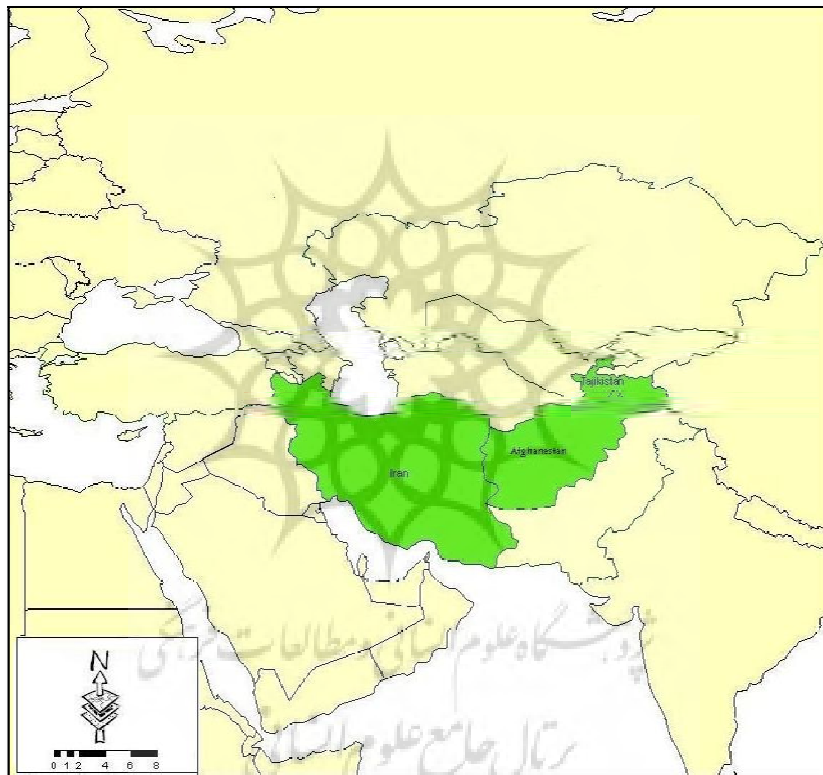 Tajikistan
Afghanestan
Iran
پژوهشگاه علوم انسانی و مطالعات فرهنگی
پرتال جامع علوم انسانی
N
0 1 2 4 6 8